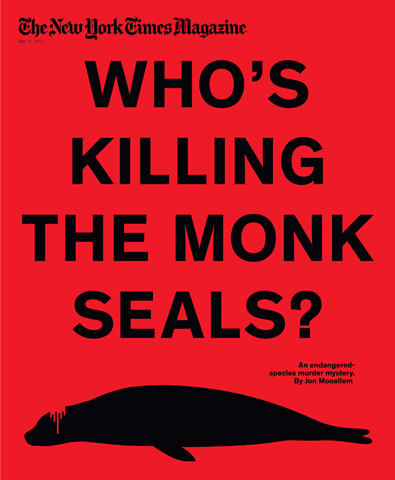 The New York Times Magazine
WHO'S
KILLING
THE MONK
SEALS?
An endangered-
species murder mystery.
By Jon Mooallem